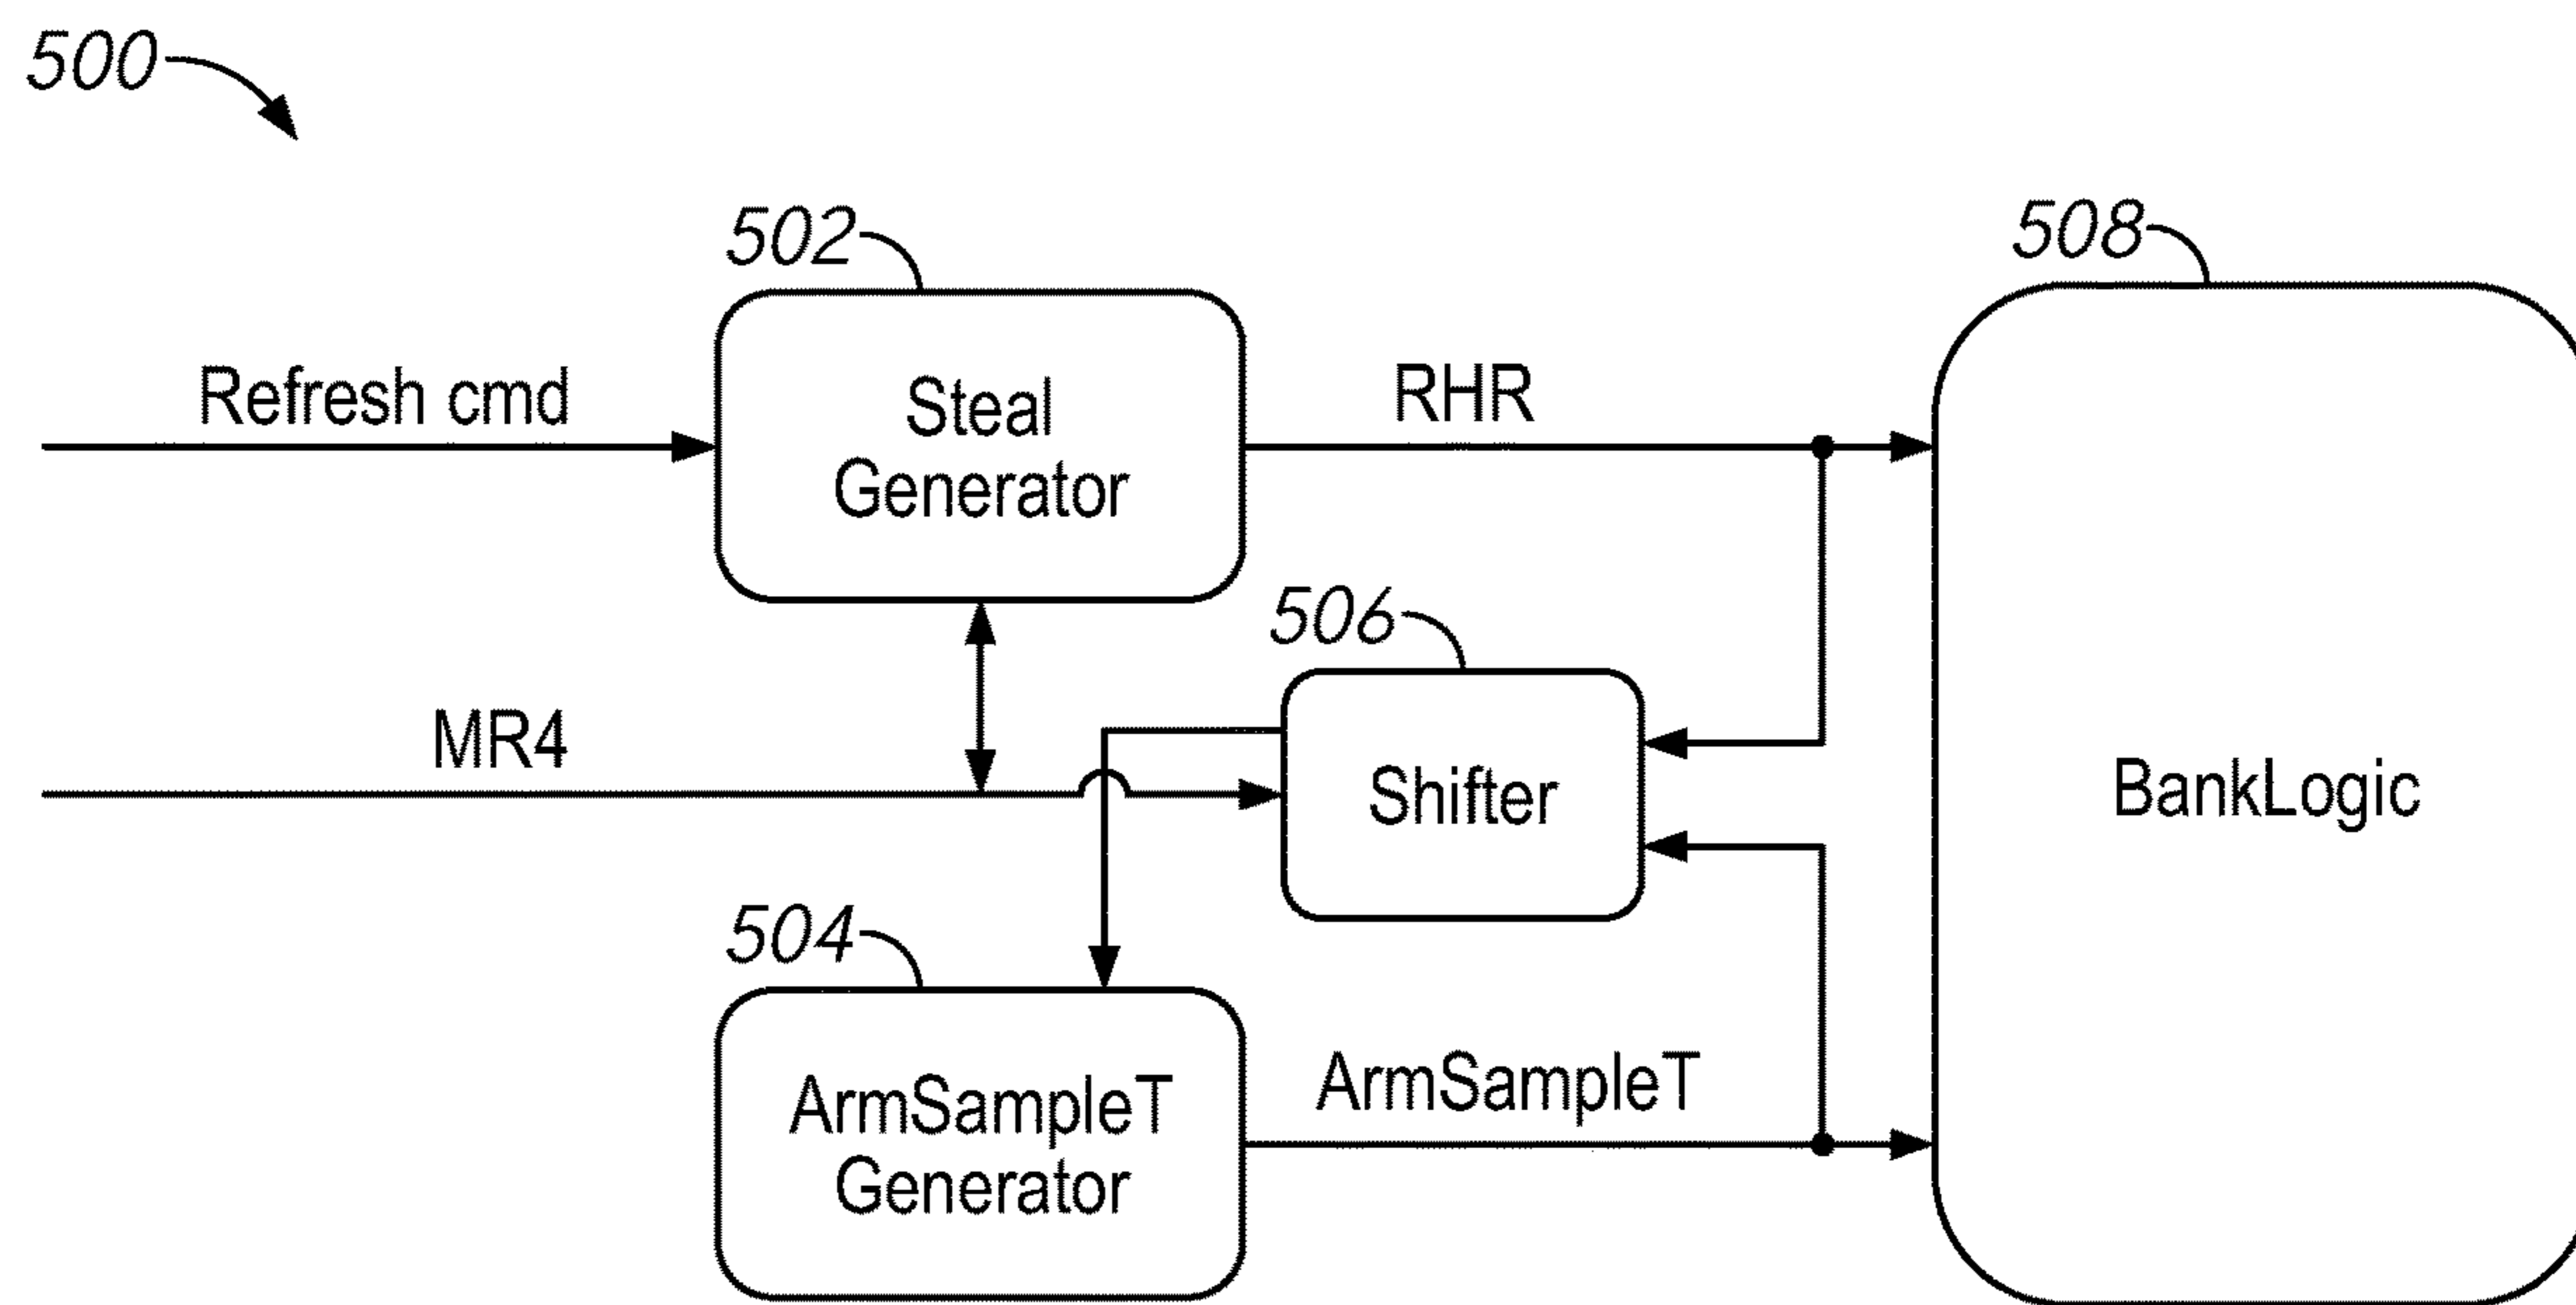 500
502
508
Refresh cmd
Steal
Generator
RHR
506
MR4
Shifter
BankLogic
504
ArmSampleT
Generator
ArmSampleT